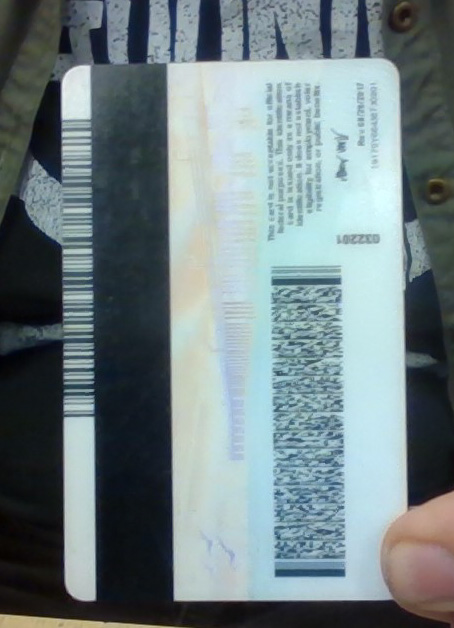 This card is not acceptable for official
federal purposes. This identification
card is issued only as a means of
identification. It does not establish
eligibility for employment, voter
registration, or public benefits.
Rev 08/29/2017
032201